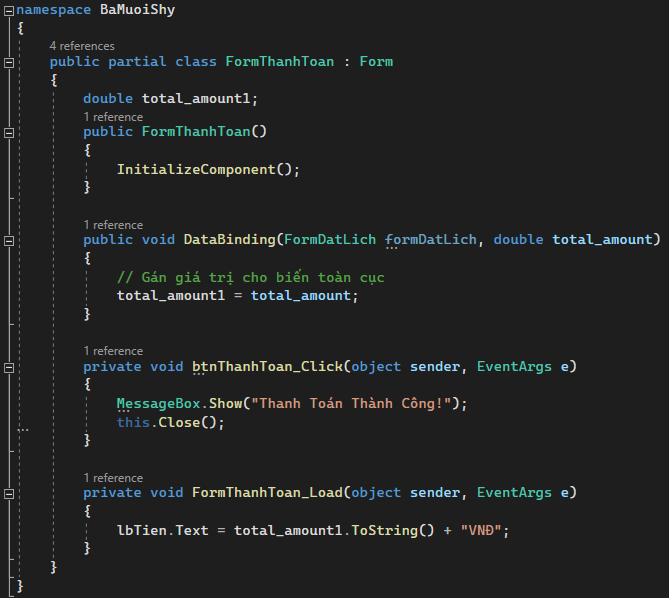 namespace BaMuoiShy
{
4 references
public partial class FormThanhToan : Form
{
double total_amount1;
1 reference
public FormThanhToan()
{
InitializeComponent();
}
1 reference
public void DataBinding(FormDatLich formDatLich, double total_amount)
{
// Gán giá trị cho biến toàn cục
total_amount1 = total_amount;
}
1 reference
private void btnThanhToan_Click(object sender, EventArgs e)
{
MessageBox.Show("Thanh Toán Thành Công!");
this.Close();
}
1 reference
private void FormThanhToan_Load(object sender, EventArgs e)
{
lbTien.Text = total_amount1.ToString() + "VNĐ";
}
}
}